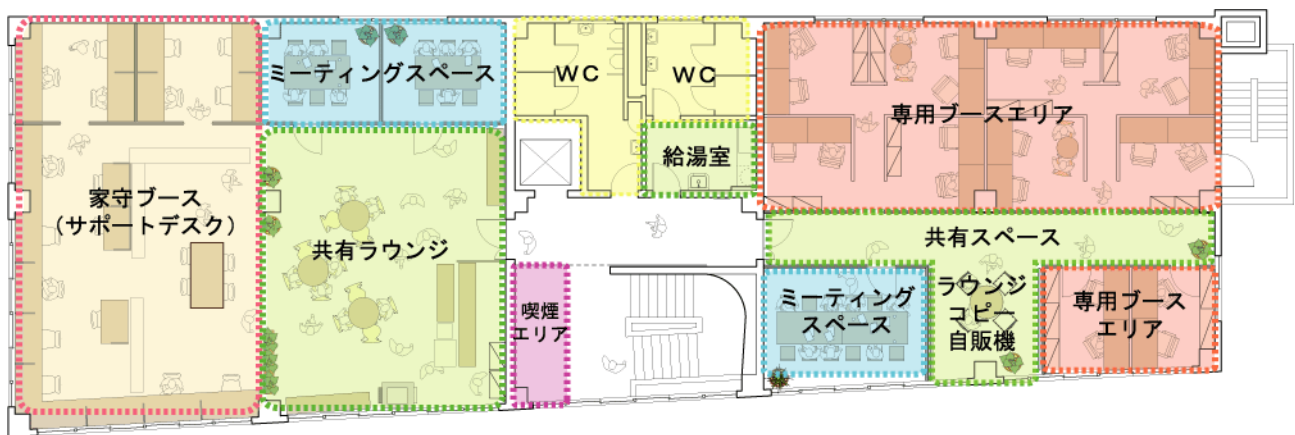 ミーティングスペース
WC
WC
専用ブースエリア
給湯室
家守ブース
(サポートデスク)
共有ラウンジ
共有スペース
喫煙
エリア
ミーティング
スペース
ラウンジ
コピー
自販機
専用ブース
エリア